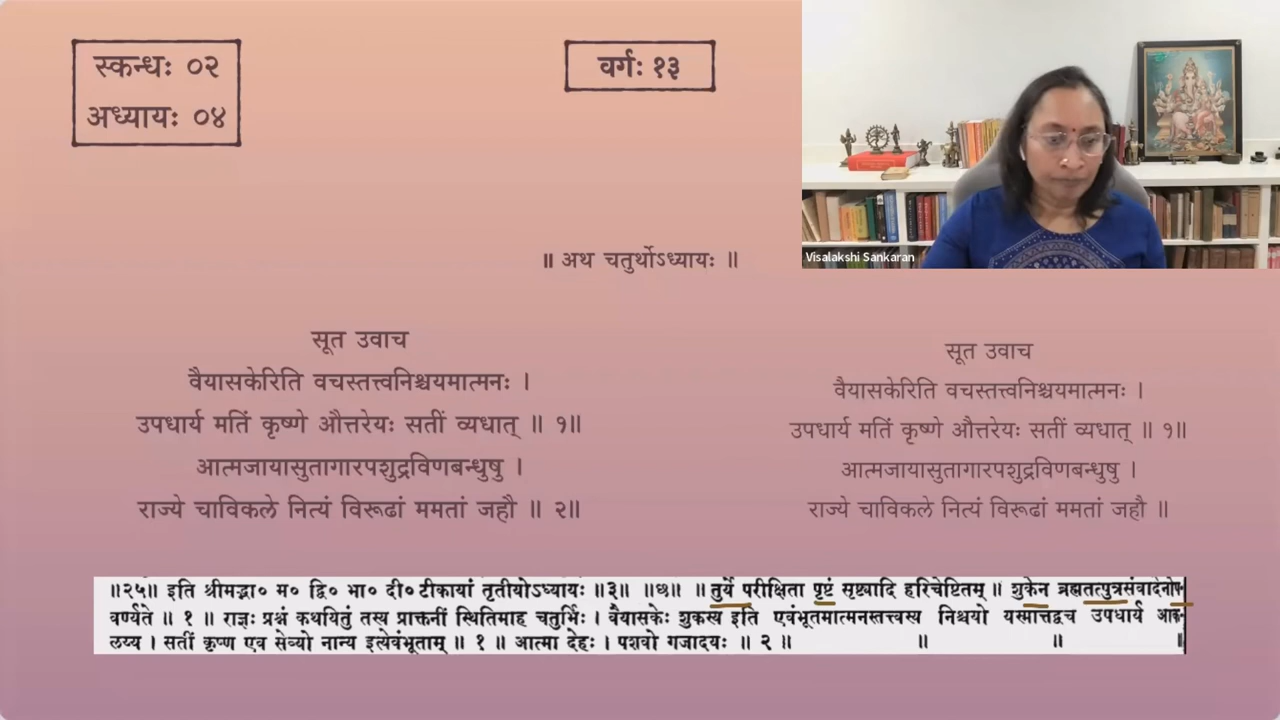 स्कन्धः ०२
अध्यायः ०४
वर्गः १३
Visalakshi Sankaran
॥ अथ चतुर्थोऽध्यायः ॥
सूत उवाच
वैयासकेरिति वचस्तत्त्वनिश्चयमात्मनः ।
उपधार्य मतिं कृष्णे औत्तरेयः सतीं व्यधात् ॥ १॥
आत्मजायासुतागारपशुद्रविणबन्धुषु ।
राज्ये चाविकले नित्यं विरूढां ममतां जहौ ॥ २॥
सूत उवाच
वैयासकेरिति वचस्तत्त्वनिश्चयमात्मनः ।
उपधार्य मतिं कृष्णे औत्तरेयः सतीं व्यधात् ॥ १॥
आत्मजायासुतागारपशुद्रविणबन्धुषु ।
राज्ये चाविकले नित्यं विरूढां ममतां जहौ ॥
॥२५॥ इति श्रीमद्भा० म० द्वि० भा० दी० टीकायां तृतीयोऽध्यायः ॥३॥ ॥छ॥ ॥ तुर्ये परीक्षिता पृष्टं सृष्ट्यादि हरिचेष्टितम् ॥ शुकेन ब्रह्मतत्पुत्रसंवादेनोप-
वर्ण्यते ॥ १ ॥ राज्ञः प्रश्नं कथयितुं तस्य प्राक्तनीं स्थितिमाह चतुर्भिः । वैयासकेः शुकस्य इति एवंभूतमात्मनस्तत्त्वस्य निश्चयो यस्मात्तद्वच उपधार्य आक-
लय्य । सतीं कृष्ण एव सेव्यो नान्य इत्येवंभूताम् ॥ १ ॥ आत्मा देहः । पशवो गजादयः ॥ २ ॥ ॥ ॥ ॥